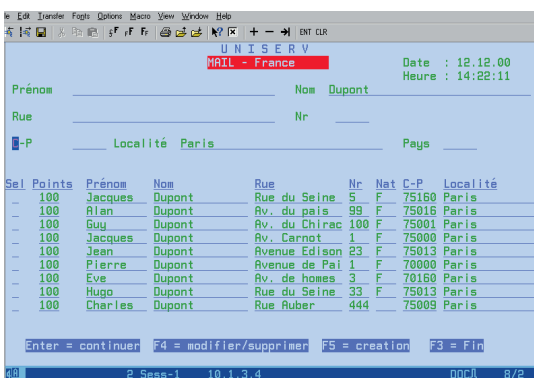 le Edit Transfer Fonts Options Macro View Window Help
ENT CLR
UNISERV
MAIL - France Date : 12.12.00
Heure : 14:22:11
Prénom Nom Dupont
Rue Nr
C-P Localité Paris Pays
Sel Points Prénom Nom Rue Nr Nat C-P Localité
100 Jacques Dupont Rue du Seine 5 F 75160 Paris
100 Alan Dupont Av. du pais 99 F 75016 Paris
100 Guy Dupont Av. du Chirac 100 F 75001 Paris
100 Jacques Dupont Av. Carnot 1 F 75000 Paris
100 Jean Dupont Avenue Edison 23 F 75013 Paris
100 Pierre Dupont Avenue de Pai 1 F 70000 Paris
100 Eve Dupont Av. de homes 3 F 70160 Paris
100 Hugo Dupont Rue du Seine 33 F 75013 Paris
100 Charles Dupont Rue Auber 444 75009 Paris
Enter = continuer F4 = modifier/supprimer F5 = creation F3 = Fin
2 Sess-1 10.1.3.4 8/2